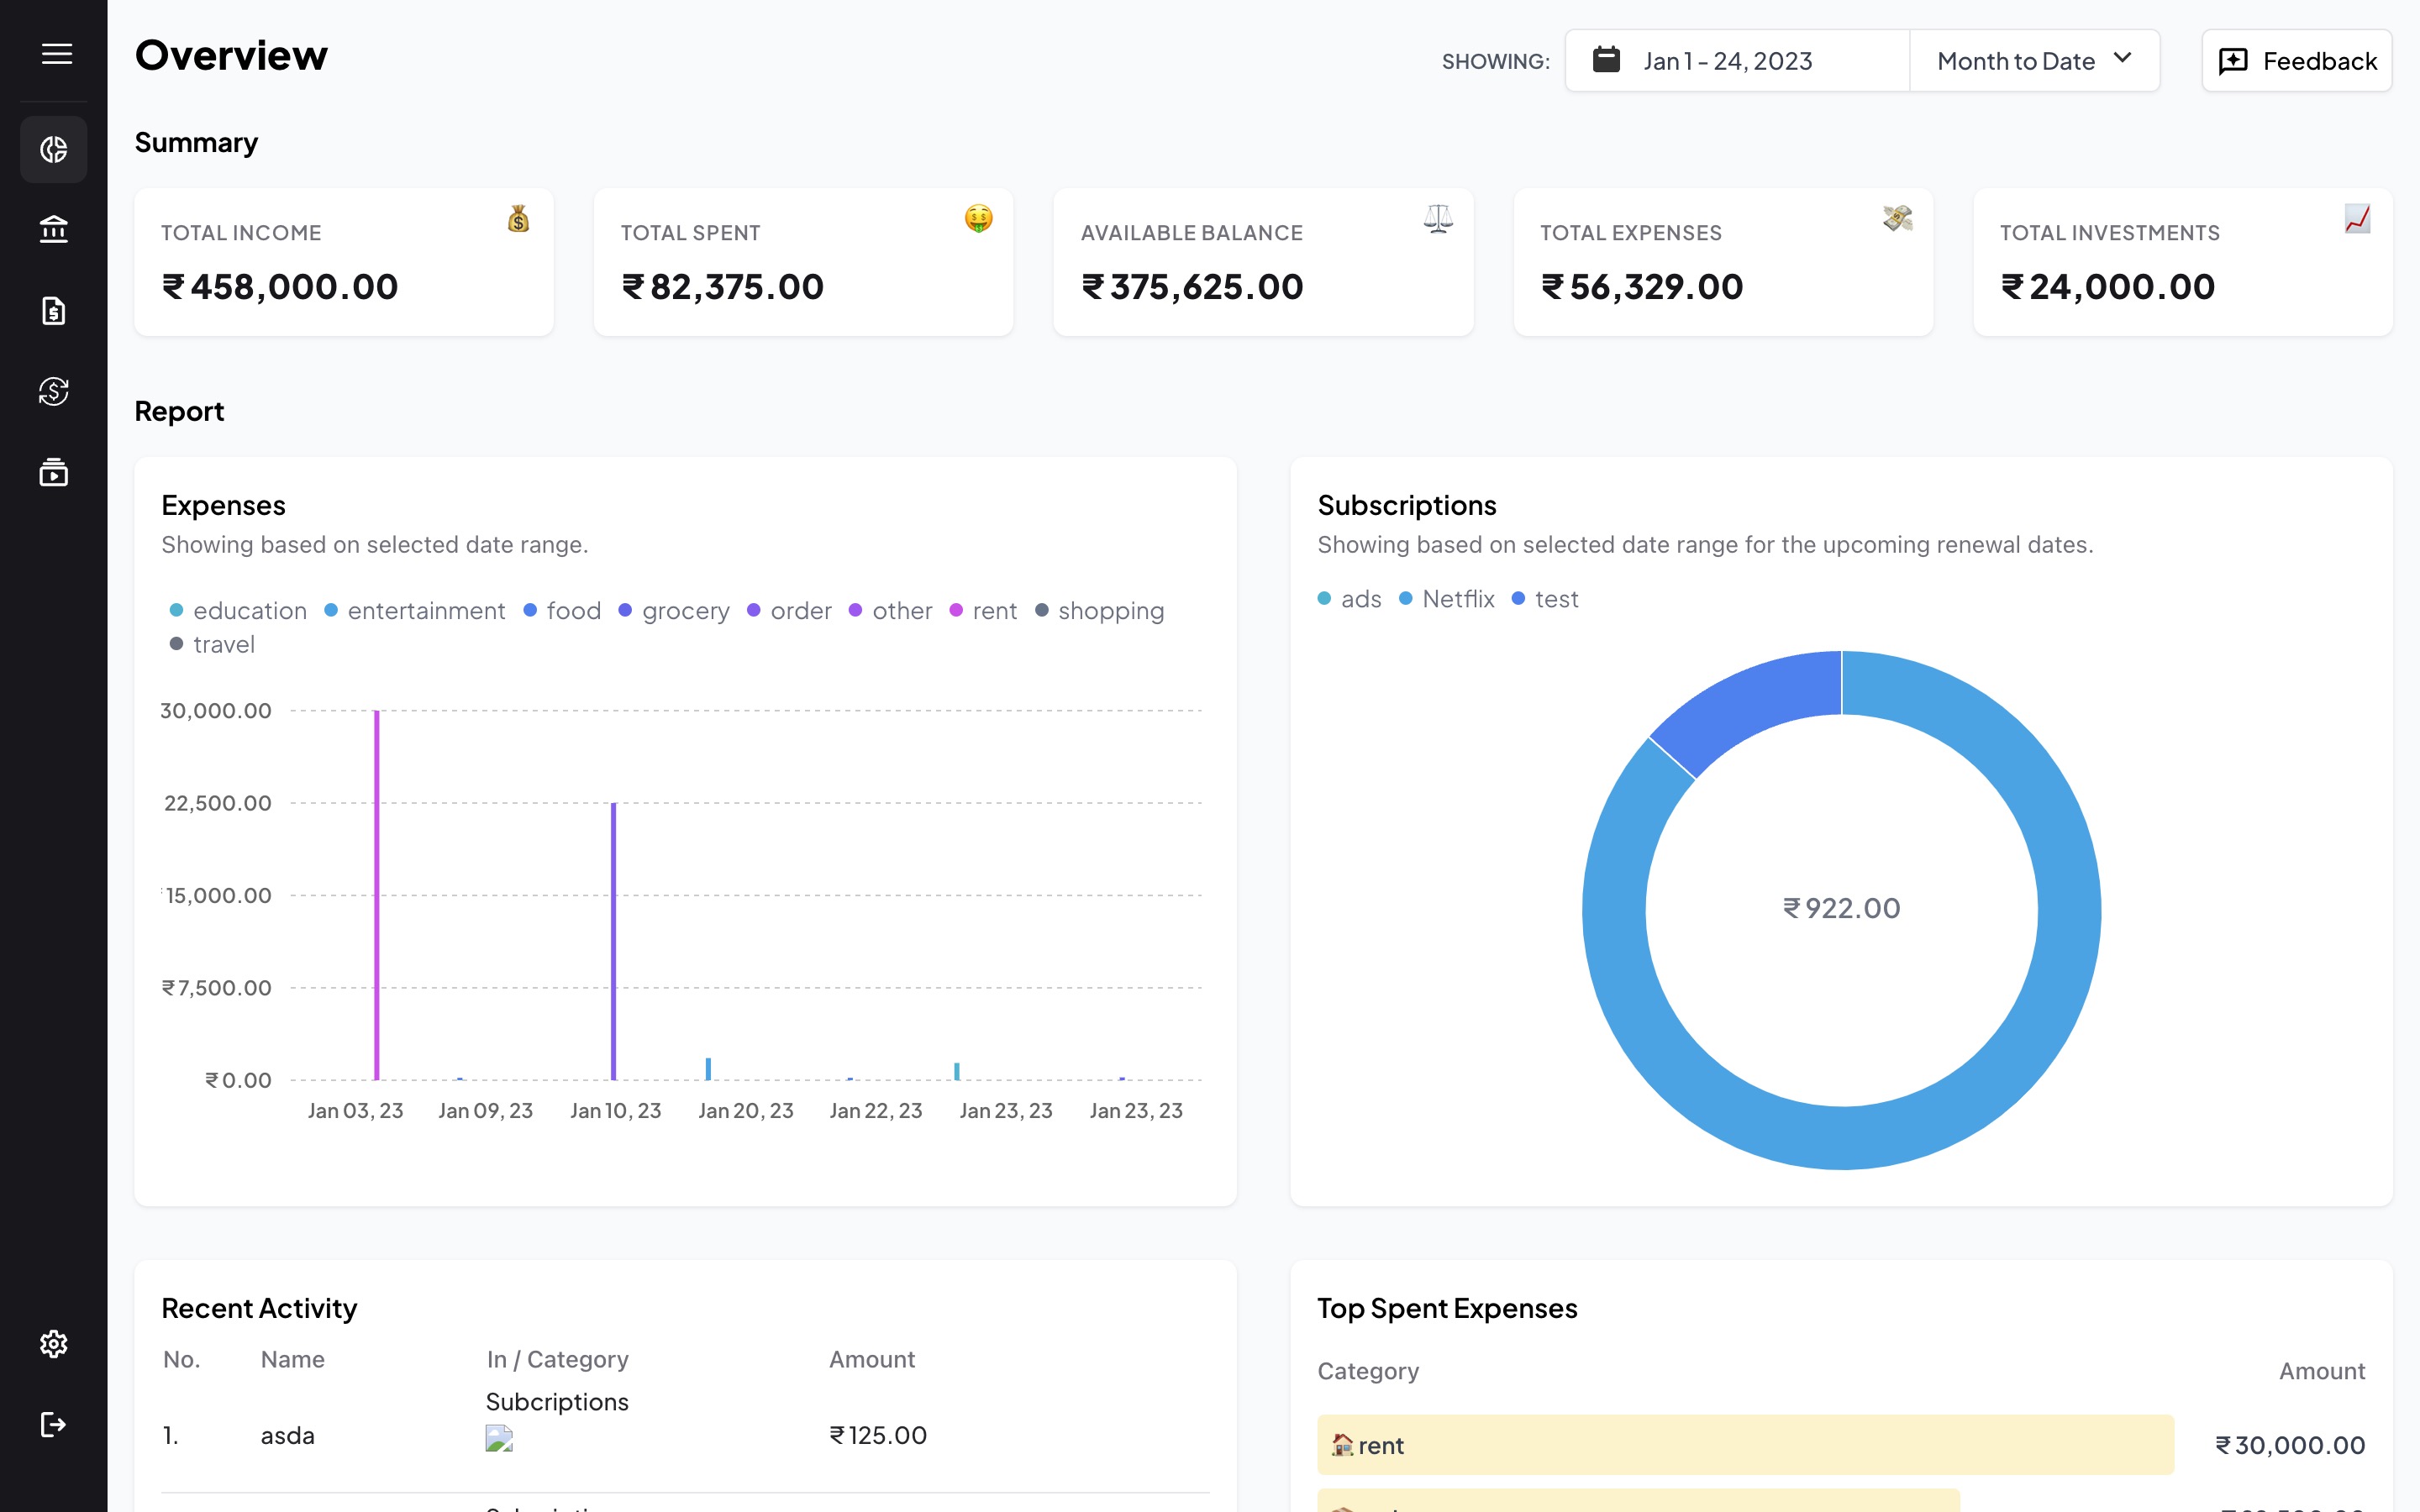 Overview
SHOWING: Jan 1 - 24, 2023 Month to Date Feedback
Summary
TOTAL INCOME
₹458,000.00
TOTAL SPENT
₹82,375.00
AVAILABLE BALANCE
₹375,625.00
TOTAL EXPENSES
₹56,329.00
TOTAL INVESTMENTS
₹24,000.00
Report
Expenses
Showing based on selected date range.
education entertainment food grocery order other rent shopping
travel
30,000.00
22,500.00
15,000.00
₹7,500.00
₹0.00
Jan 03, 23 Jan 09, 23 Jan 10, 23 Jan 20, 23 Jan 22, 23 Jan 23, 23 Jan 23, 23
Subscriptions
Showing based on selected date range for the upcoming renewal dates.
ads Netflix test
₹922.00
Recent Activity
No. Name In / Category Amount
Subcriptions
1. asda ₹125.00
Top Spent Expenses
Category Amount
rent ₹30,000.00